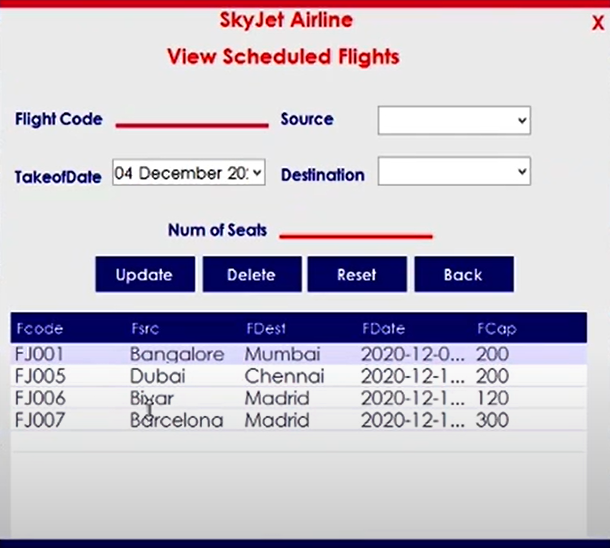 SkyJet Airline
X
View Scheduled Flights
Flight Code Source
TakeofDate 04 December 20 Destination
Num of Seats
Update Delete Reset Back
Fcode Fsrc FDest FDate FCap
FJ001 Bangalore Mumbai 2020-12-0... 200
FJ005 Dubai Chennai 2020-12-1... 200
FJ006 Madrid 2020-12-1... 120
FJ007 Barcelona Madrid 2020-12-1... 300